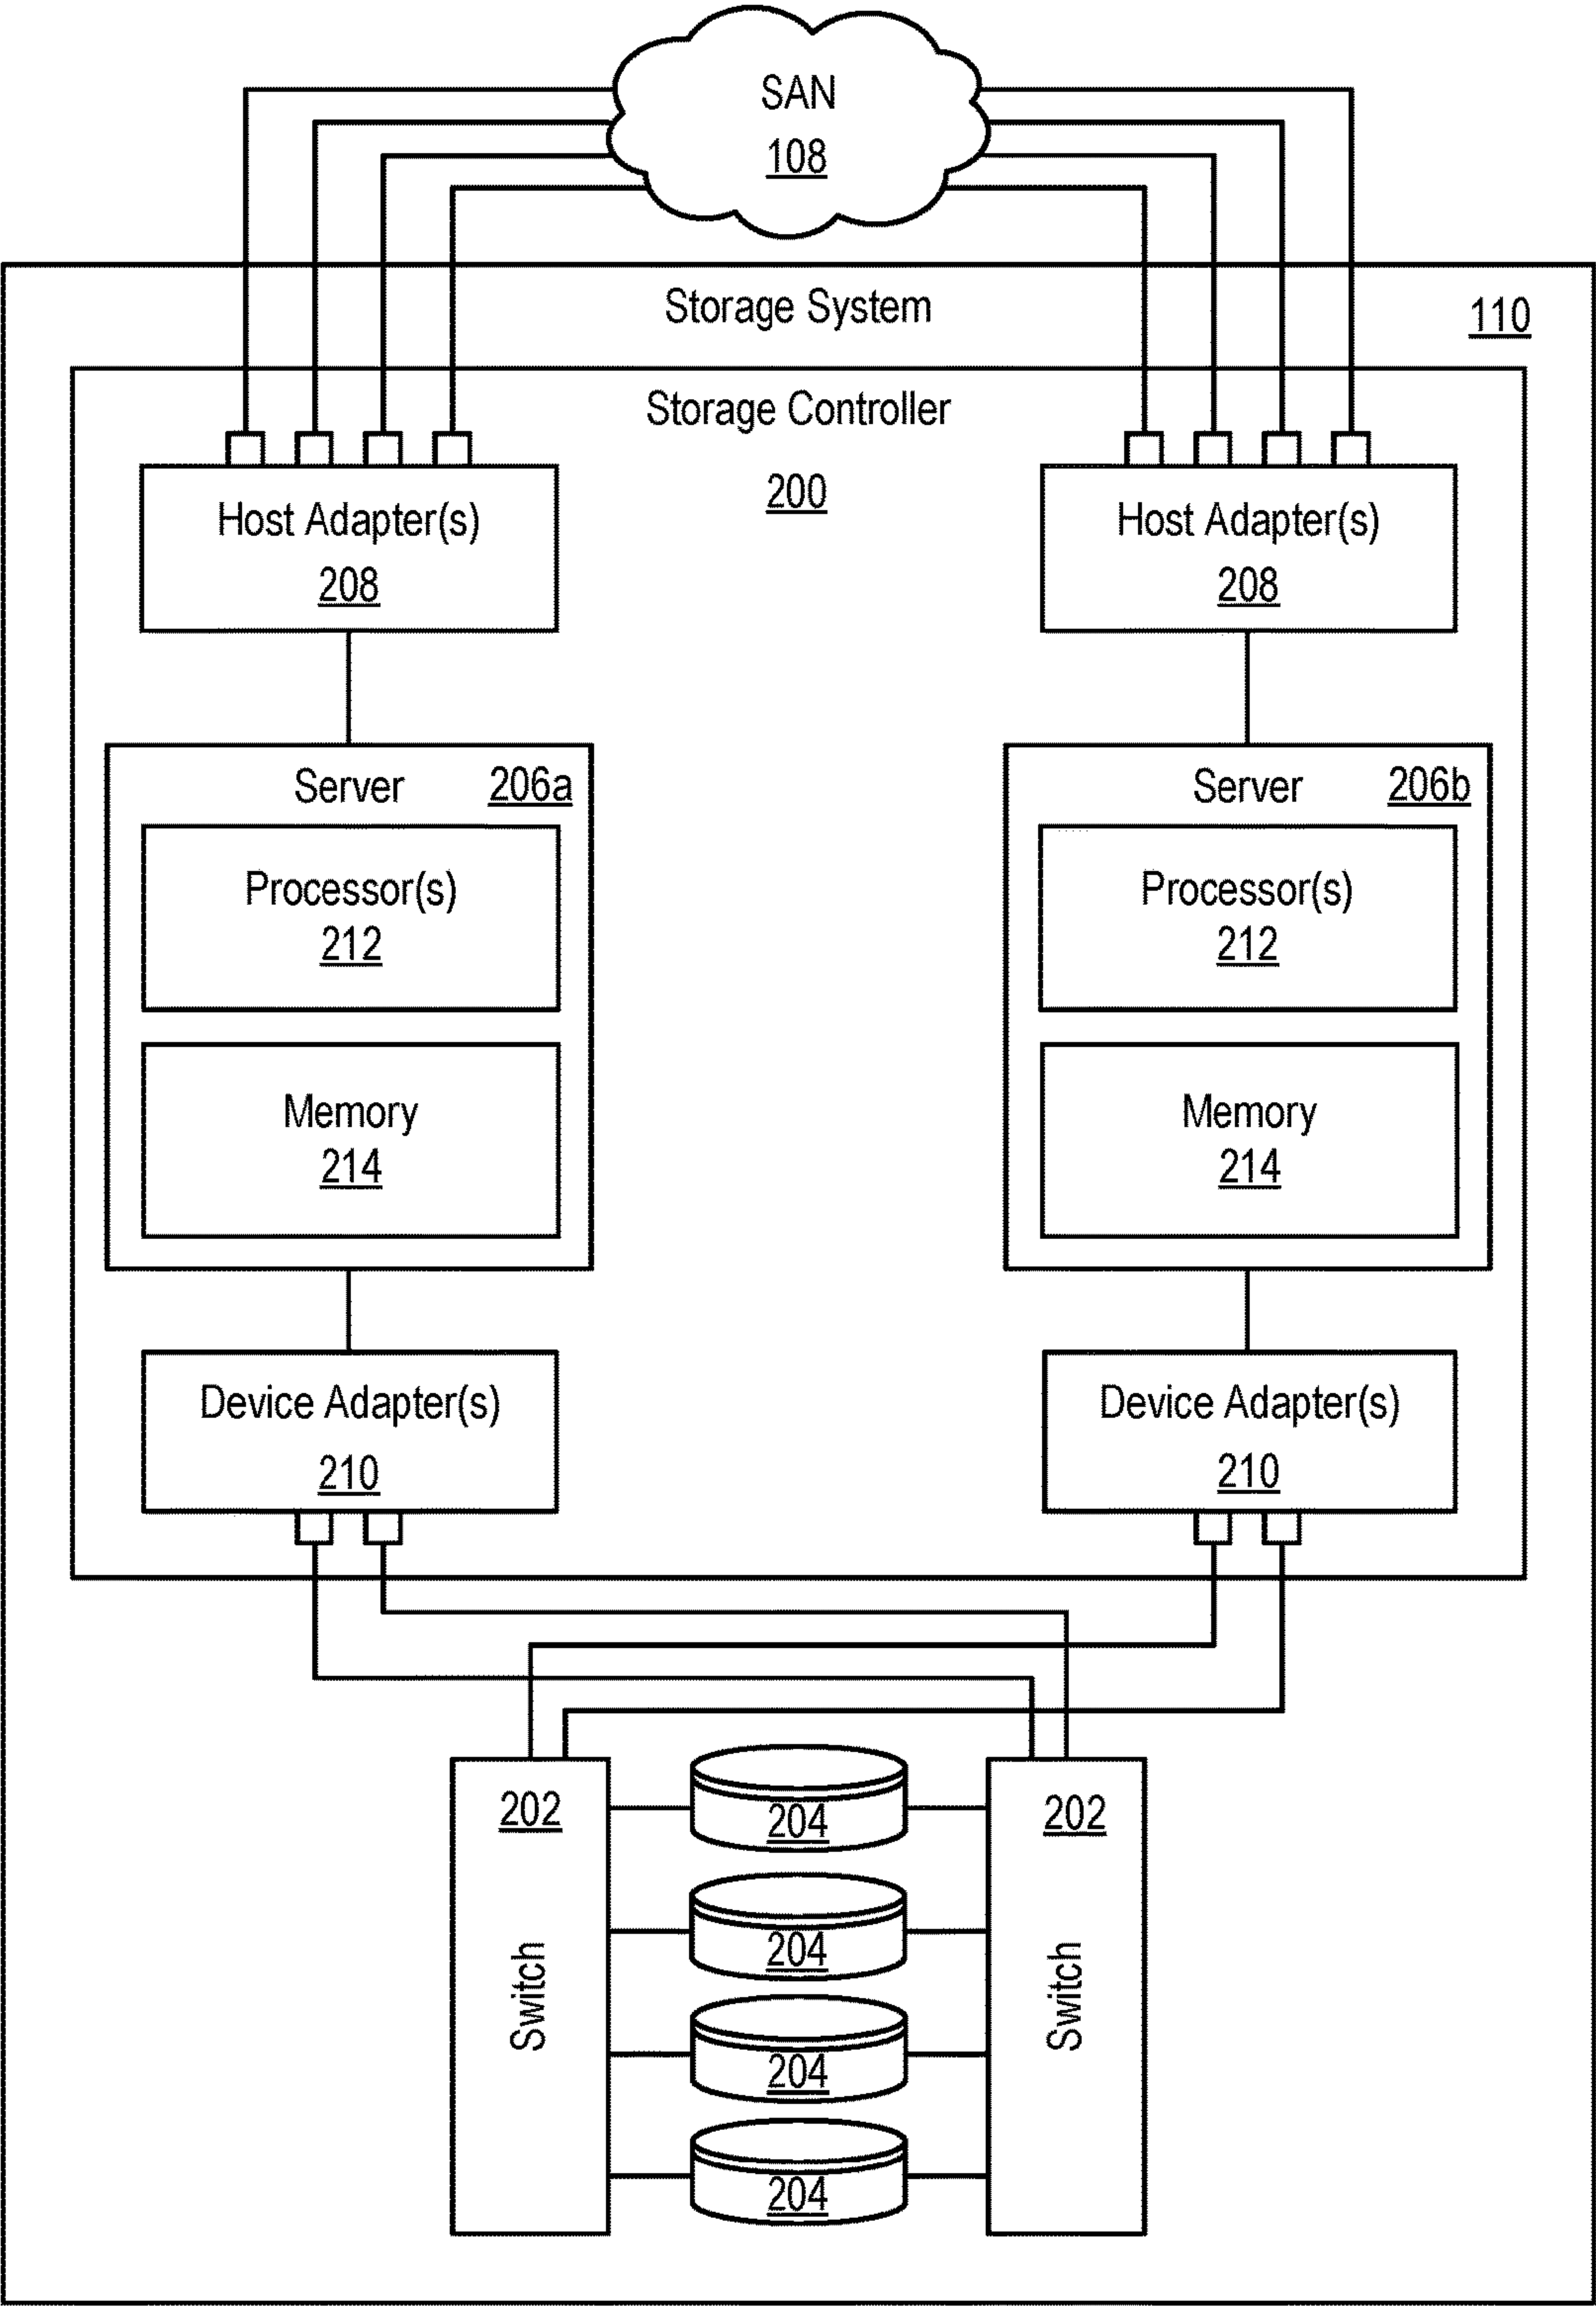 SAN
108
Storage System
110
Storage Controller
200
Host Adapter(s)
208
Host Adapter(s)
208
Server
206a
Processor(s)
212
Memory
214
Server
206b
Processor(s)
212
Memory
214
Device Adapter(s)
210
Device Adapter(s)
210
202
Switch
204
204
204
204
202
Switch